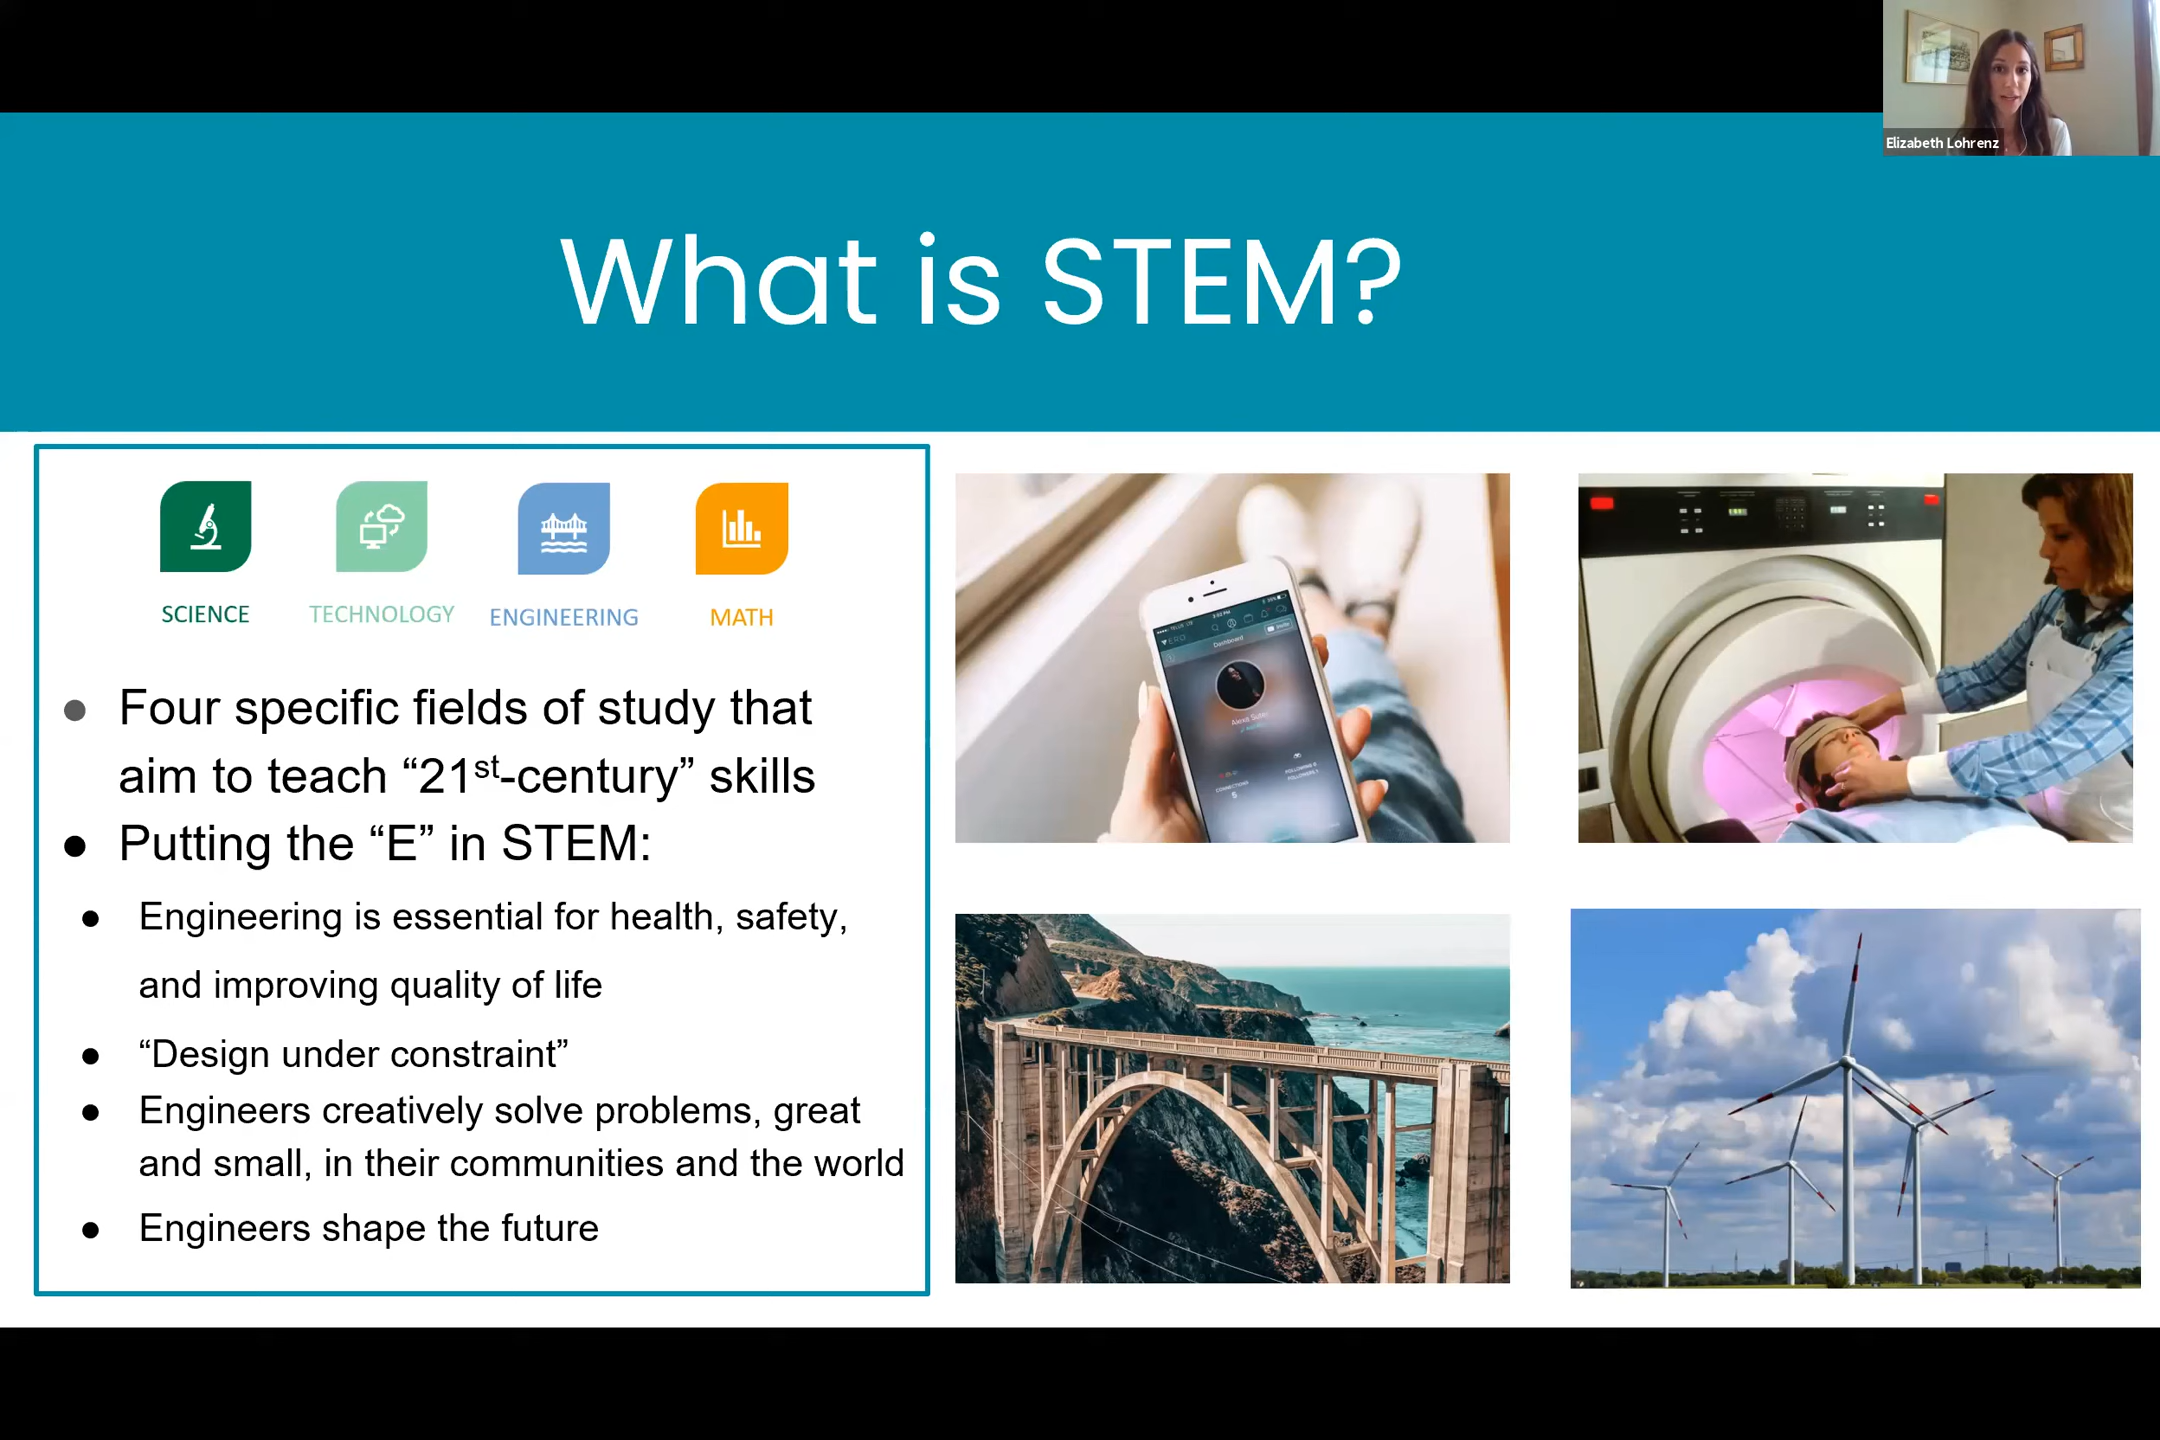 Elizabeth Lohrenz
What is STEM?
SCIENCE
TECHNOLOGY
ENGINEERING
MATH
● Four specific fields of study that
aim to teach “21st-century” skills
● Putting the “E” in STEM:
● Engineering is essential for health, safety,
and improving quality of life
● “Design under constraint”
● Engineers creatively solve problems, great
and small, in their communities and the world
● Engineers shape the future
Dashboard